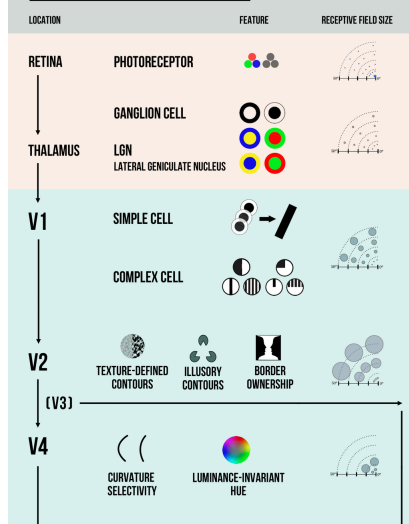 LOCATION FEATURE RECEPTIVE FIELD SIZE
RETINA PHOTORECEPTOR
GANGLION CELL
THALAMUS LGN
LATERAL GENICULATE NUCLEUS
V1 SIMPLE CELL
COMPLEX CELL
V2
TEXTURE-DEFINED CONTOURS
ILLUSORY CONTOURS
BORDER OWNERSHIP
(V3)
V4
CURVATURE SELECTIVITY
LUMINANCE-INVARIANT HUE